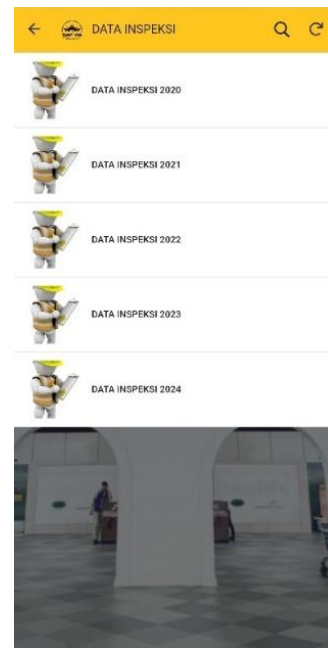 DATA INSPEKSI
DATA INSPEKSI 2020
DATA INSPEKSI 2021
DATA INSPEKSI 2022
DATA INSPEKSI 2023
DATA INSPEKSI 2024